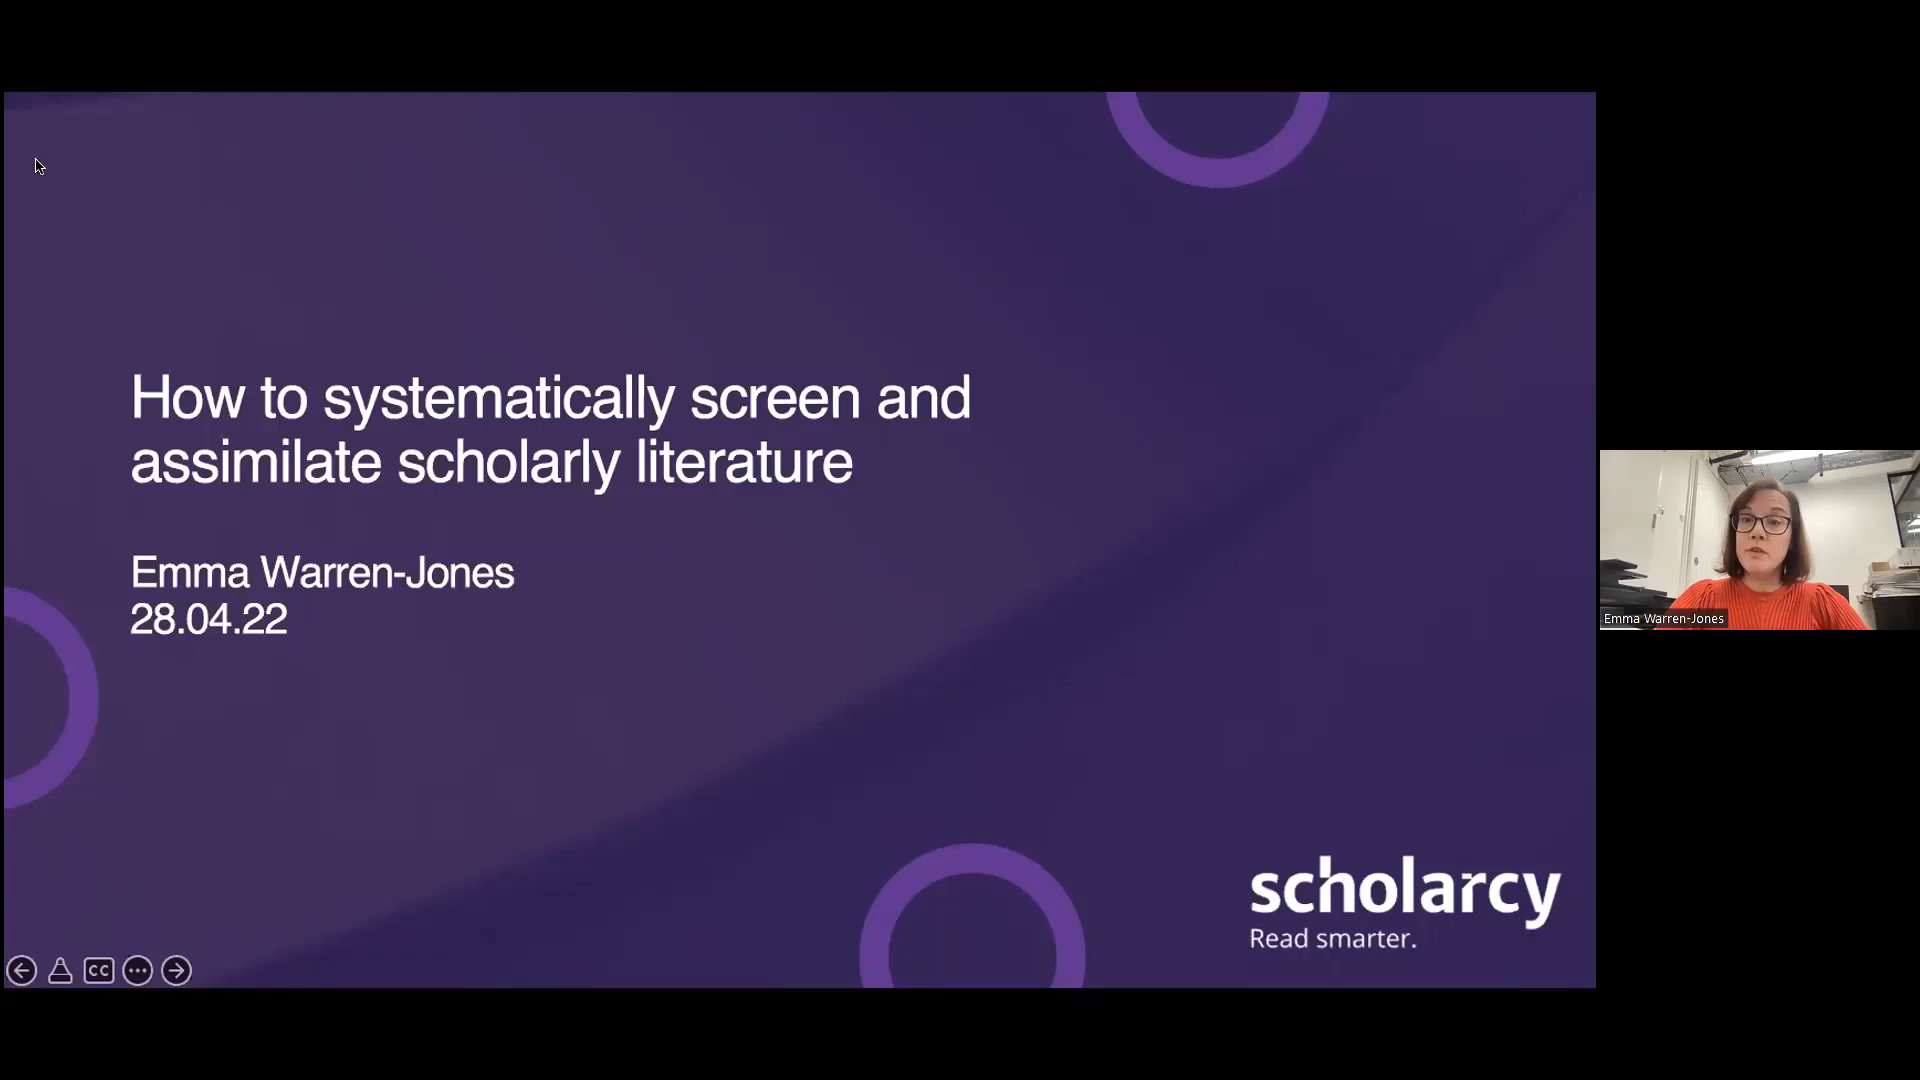 How to systematically screen and
assimilate scholarly literature
Emma Warren-Jones
28.04.22
scholarcy
Read smarter.
CC
Emma Warren-Jones